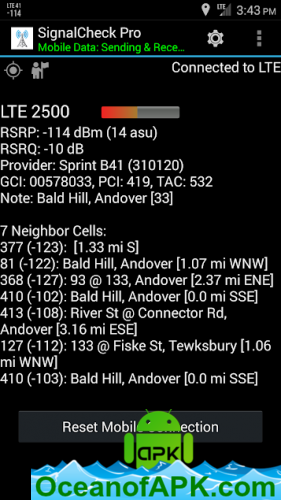 LTE 41
-114
LTE
3:43 PM
SignalCheck Pro
Mobile Data: Sending & Rece...
Connected to LTE
LTE 2500
RSRP: -114 dBm (14 asu)
RSRQ: -10 dB
Provider: Sprint B41 (310120)
GCI: 00578033, PCI: 419, TAC: 532
Note: Bald Hill, Andover [33]
7 Neighbor Cells:
377 (-123):  [1.33 mi S]
81 (-122): Bald Hill, Andover [1.07 mi WNW]
368 (-127): 93 @ 133, Andover [2.37 mi ENE]
410 (-102): Bald Hill, Andover [0.0 mi SSE]
413 (-108): River St @ Connector Rd,
Andover [3.16 mi ESE]
127 (-112): 133 @ Fiske St, Tewksbury [1.06
mi WNW]
410 (-103): Bald Hill, Andover [0.0 mi SSE]
Reset Mobile Connection
APK
OceanofAPK.com